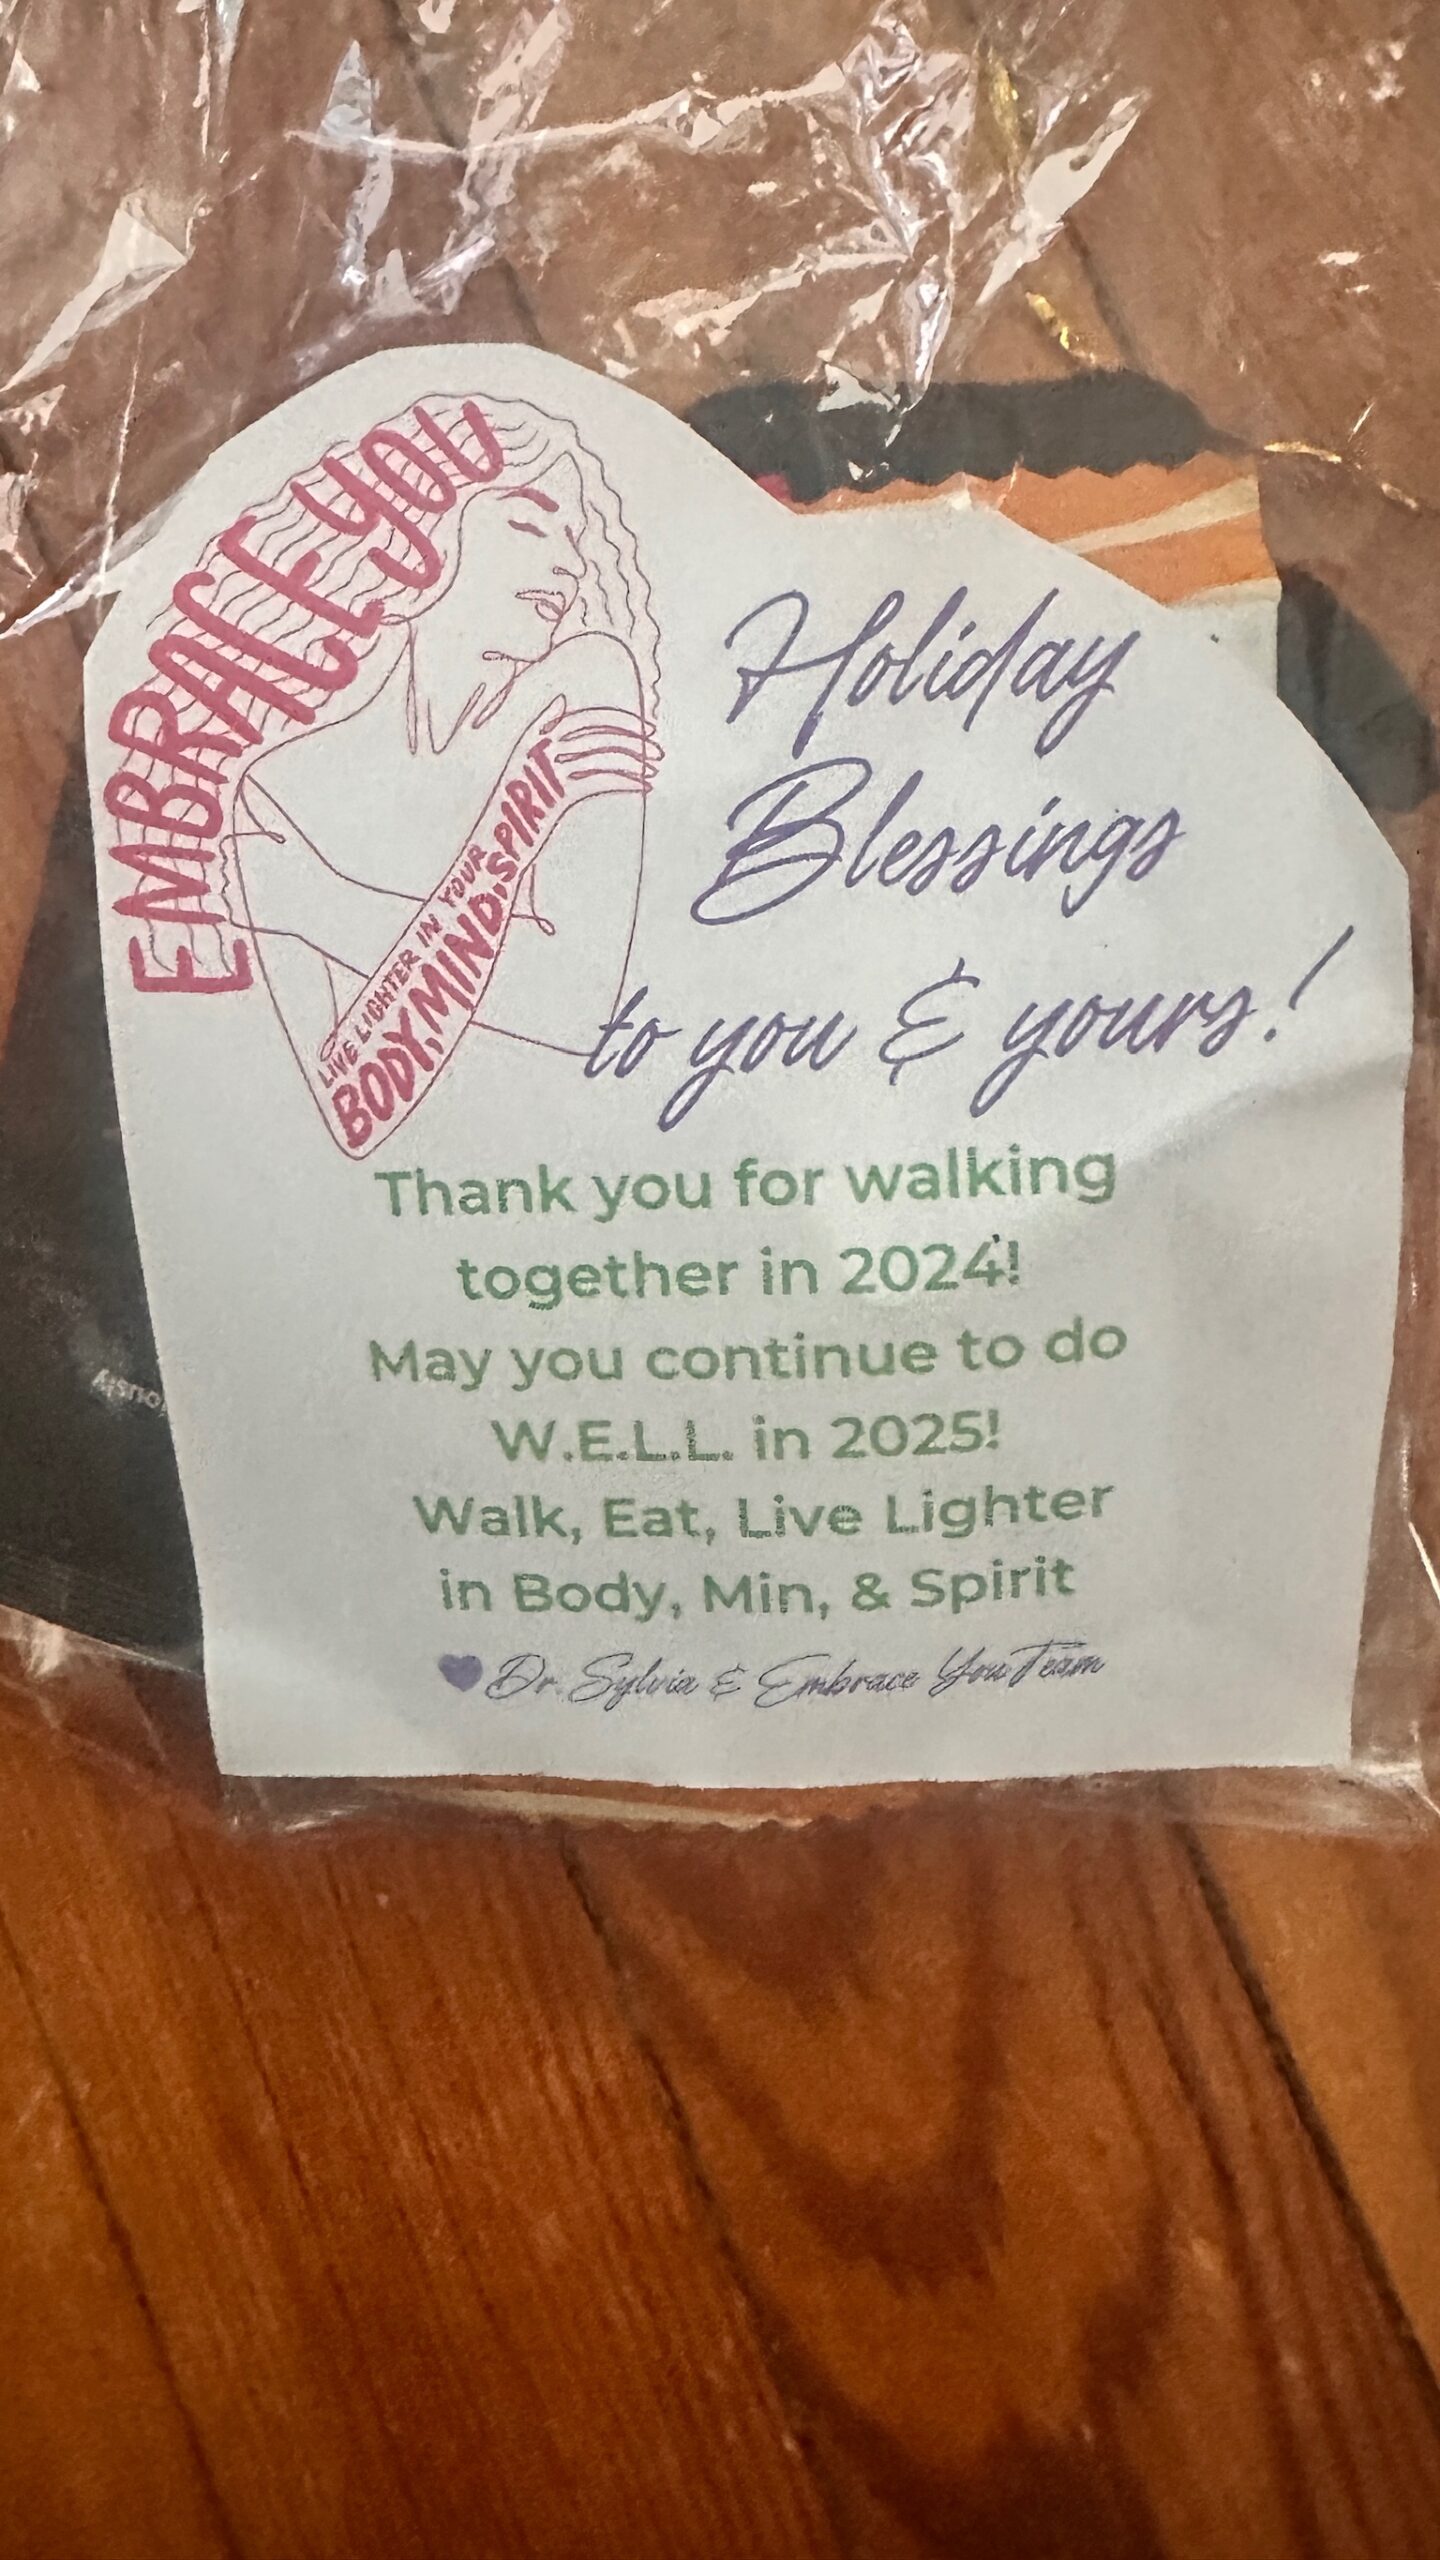 EMBRACE YOU
LIVE LIGHTER IN YOUR
BODY, MIND, SPIRIT
Holiday
Blessings
to you & yours!
Thank you for walking
together in 2024!
May you continue to do
W.E.L.L. in 2025!
Walk, Eat, Live Lighter
in Body, Min, & Spirit
Dr. Sylvia & Embrace You Team